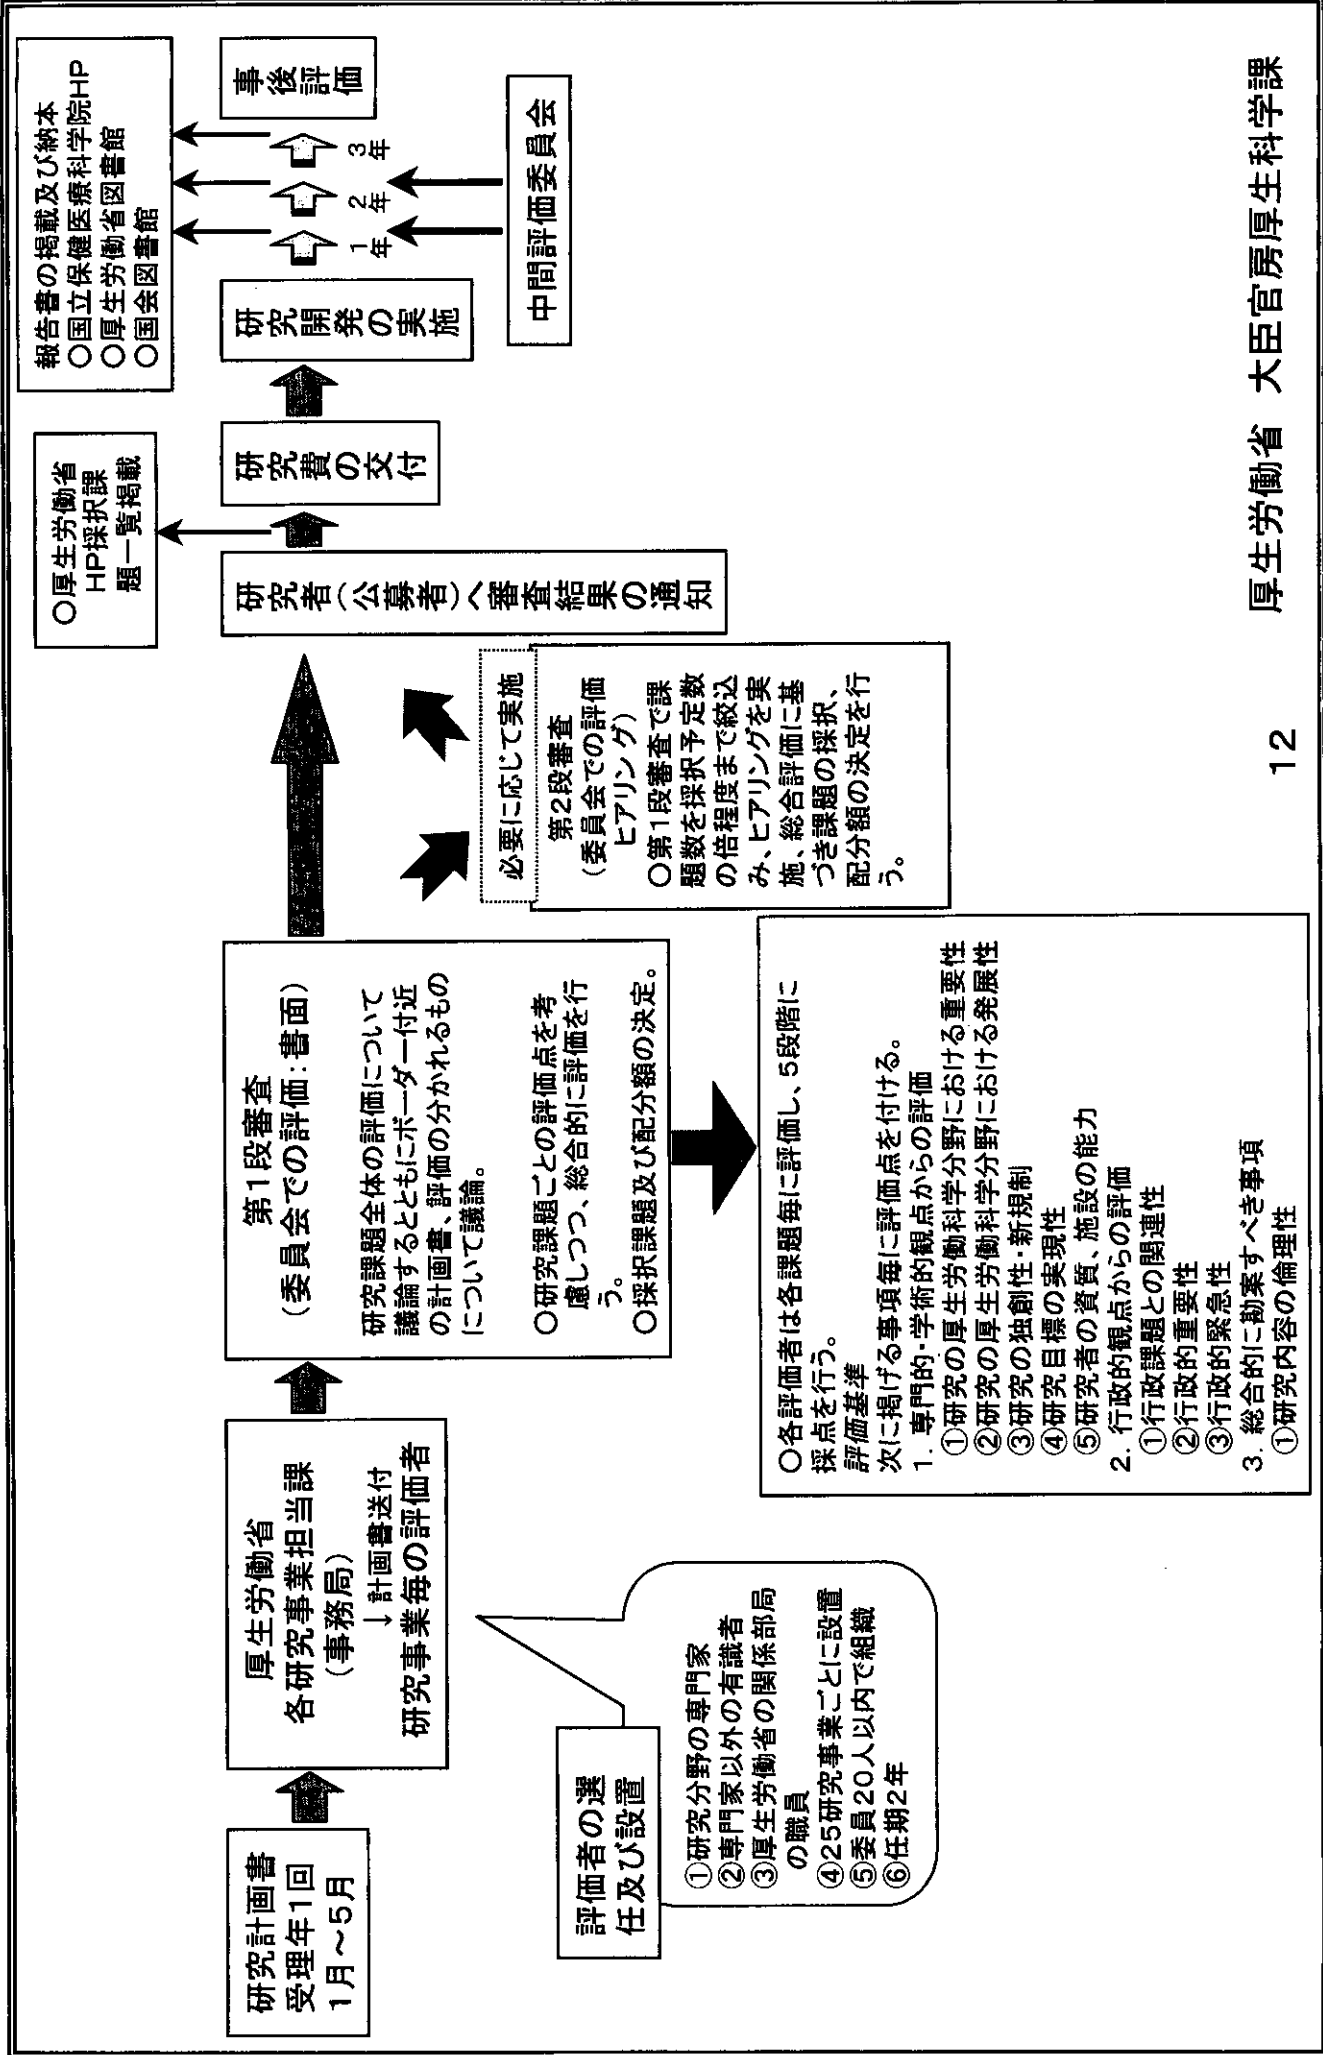 研究計画書
受理年1回
1月～5月
厚生労働省
各研究事業担当課
（事務局）
↓計画書送付
研究事業毎の評価者
評価者の選
任及び設置
①研究分野の専門家
②専門家以外の有識者
③厚生労働省の関係部局
の職員
④25研究事業ごとに設置
⑤委員20人以内で組織
⑥任期2年
第1段審査
（委員会での評価：書面）
研究課題全体の評価について
議論するとともにボーダー付近
の計画書、評価の分かれるもの
について議論。
○研究課題ごとの評価点を考
慮しつつ、総合的に評価を行
う。
○採択課題及び配分額の決定。
○各評価者は各課題毎に評価し、5段階に
採点を行う。
評価基準
次に掲げる事項毎に評価点を付ける。
1. 専門的・学術的観点からの評価
①研究の厚生労働科学分野における重要性
②研究の厚生労働科学分野における発展性
③研究の独創性・新規制
④研究目標の実現性
⑤研究者の資質、施設の能力
2. 行政的観点からの評価
①行政課題との関連性
②行政的重要性
③行政的緊急性
3. 総合的に勘案すべき事項
①研究内容の倫理性
必要に応じて実施
第2段審査
（委員会での評価
ヒアリング）
○第1段審査で課
題数を採択予定数
の倍程度まで絞込
み、ヒアリングを実
施、総合評価に基
づき課題の採択、
配分額の決定を行
う。
研究者（公募者）へ審査結果の通
知
○厚生労働省
HP採択課
題一覧掲載
研究費の交
付
研究開発の実
施
1年
2年
3年
中間評価委員会
事後評価
報告書の掲載及び納本
○国立保健医療科学院HP
○厚生労働省図書館
○国会図書館
12
厚生労働省　大臣官房厚生科学課